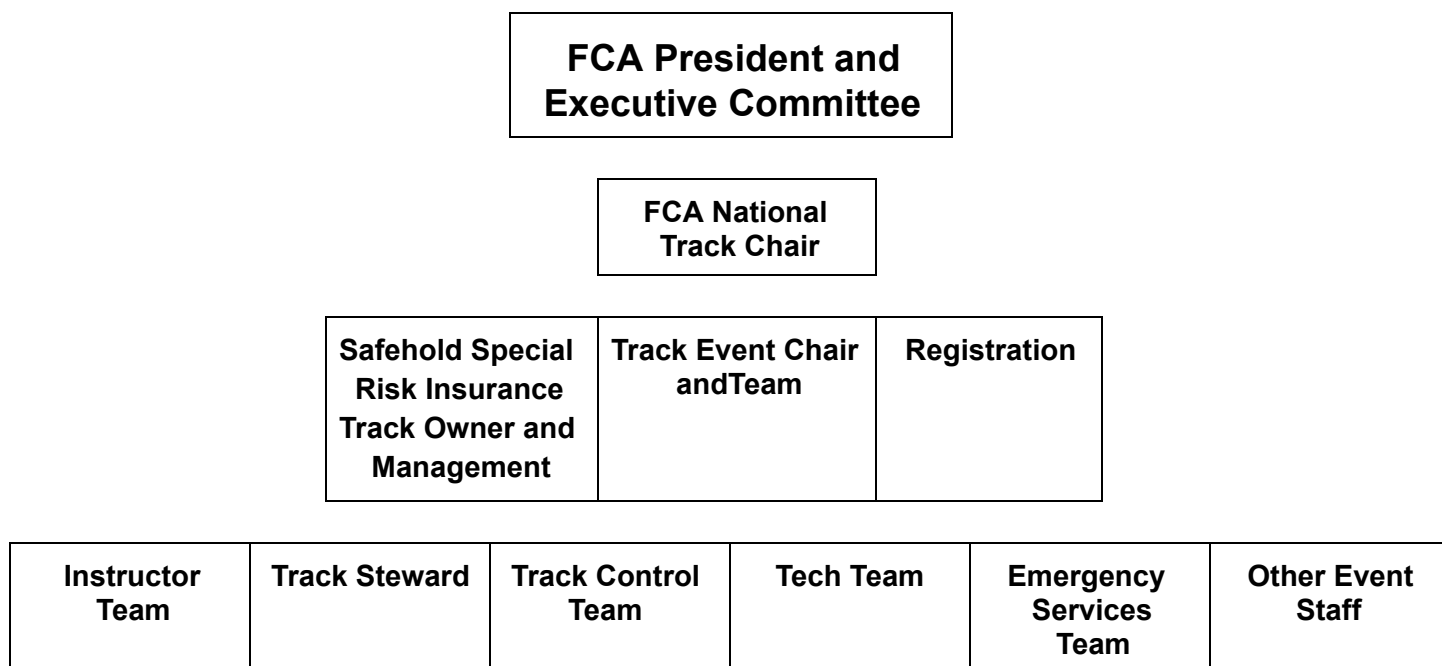 FCA President and
Executive Committee
FCA National
Track Chair
Safehold Special
Risk Insurance
Track Owner and
Management
Track Event Chair
andTeam
Registration
Instructor
Team
Track Steward
Track Control
Team
Tech Team
Emergency
Services
Team
Other Event
Staff